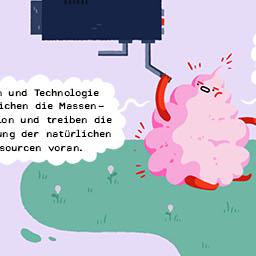 und Technologie
ichen die Massen-
ion und treiben die
ung der natürlichen
sourcen voran.